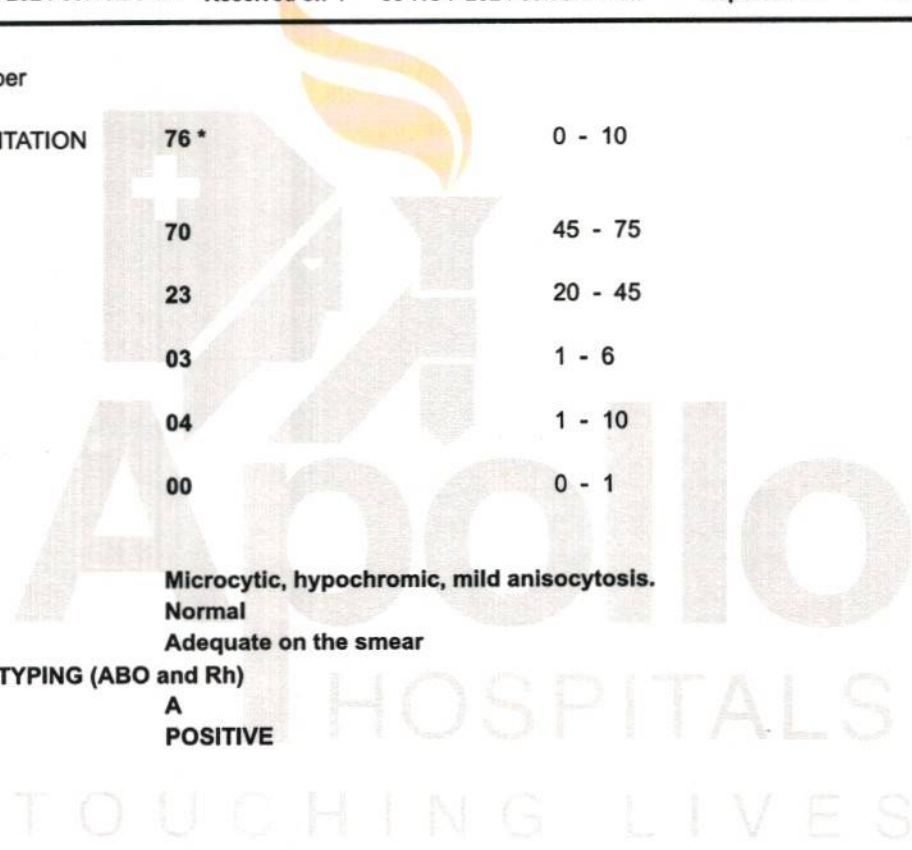 ber
ITATION 76 * 0 - 10
70 45 - 75
23 20 - 45
03 1 - 6
04 1 - 10
00 0 - 1
Microcytic, hypochromic, mild anisocytosis.
Normal
Adequate on the smear
TYPING (ABO and Rh)
A
POSITIVE
Apollo
HOSPITALS
TOUCHING LIVES